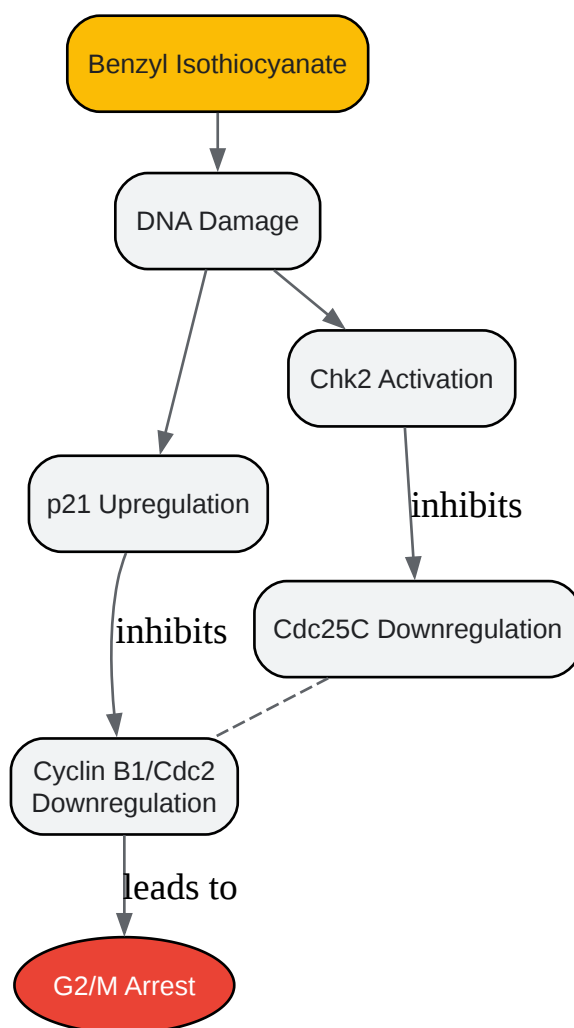 Benzyl Isothiocyanate
DNA Damage
Chk2 Activation
p21 Upregulation
inhibits
Cdc25C Downregulation
inhibits
Cyclin B1/Cdc2
Downregulation
leads to
G2/M Arrest